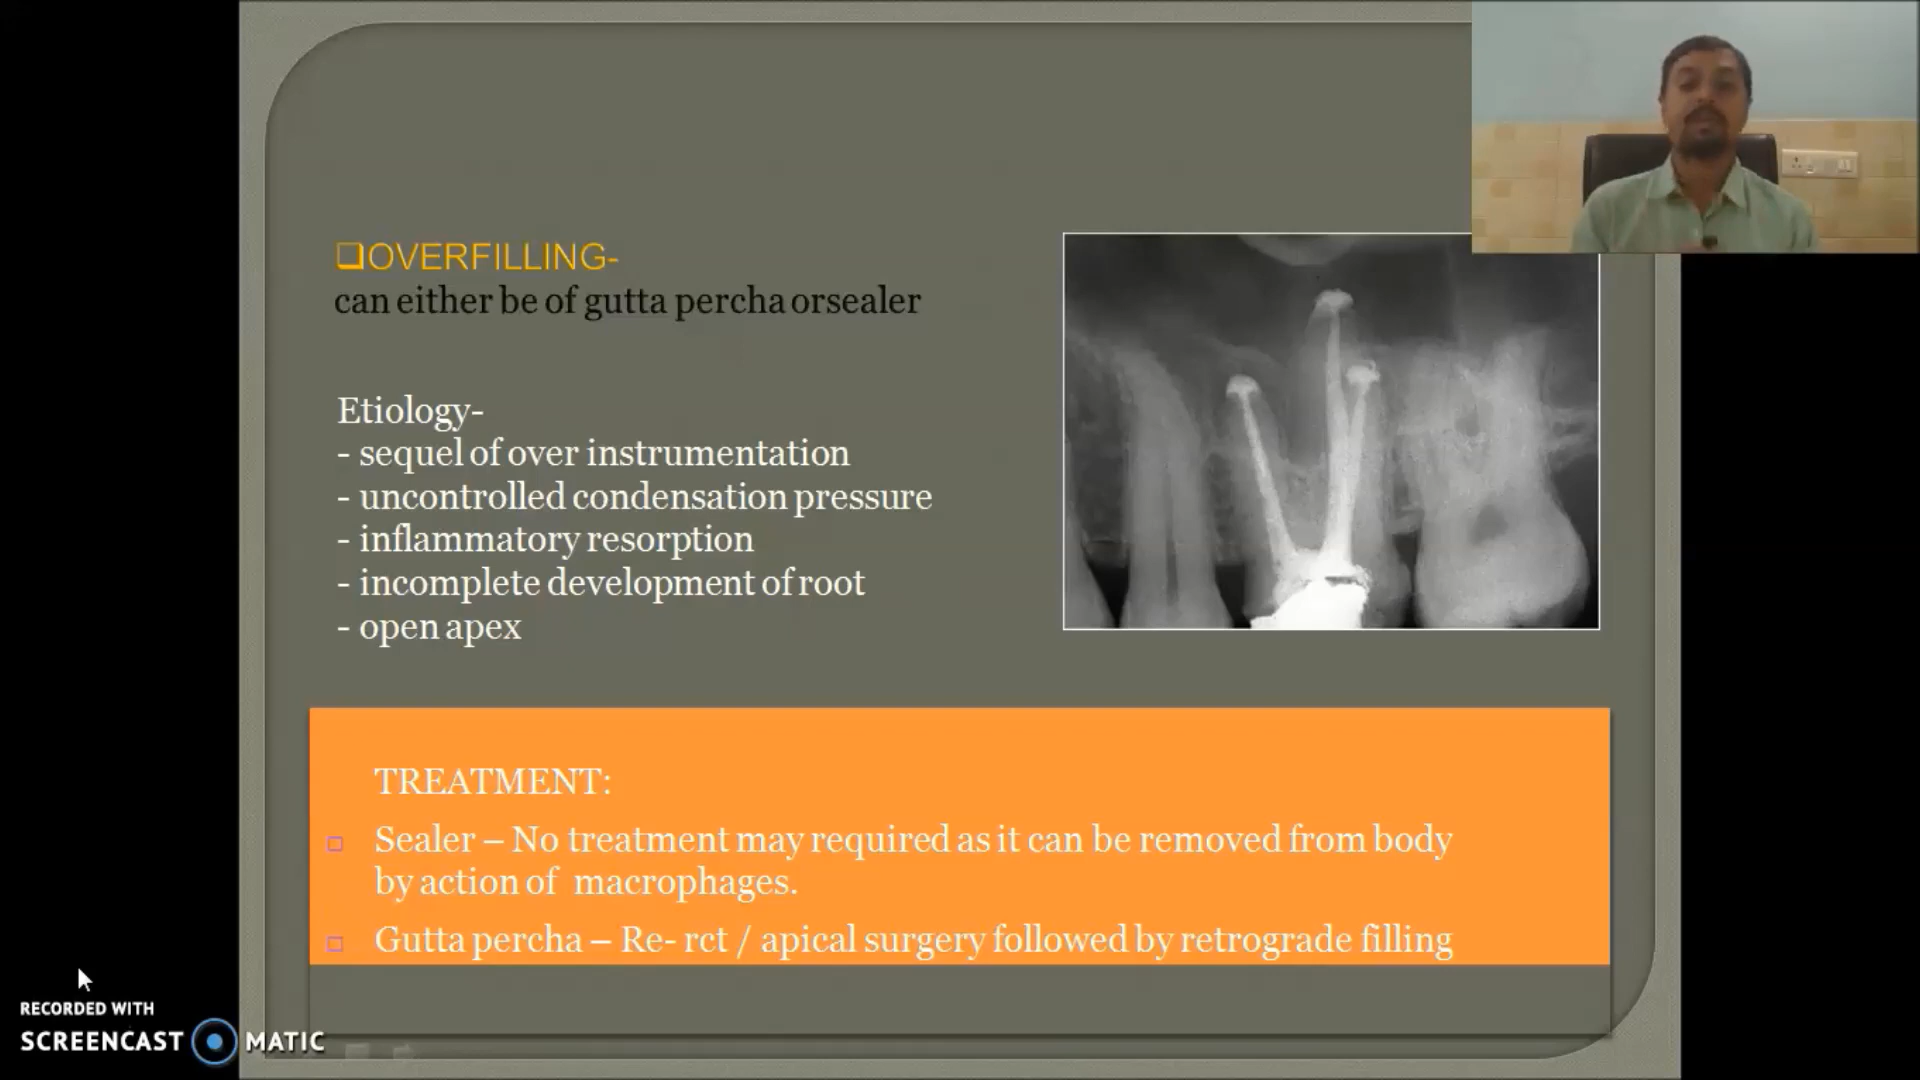 ❑OVERFILLING-
can either be of gutta percha orsealer
Etiology-
- sequel of over instrumentation
- uncontrolled condensation pressure
- inflammatory resorption
- incomplete development of root
- open apex
TREATMENT:
Sealer – No treatment may required as it can be removed from body
by action of macrophages.
Gutta percha – Re- rct / apical surgery followed by retrograde filling
RECORDED WITH
SCREENCAST MATIC